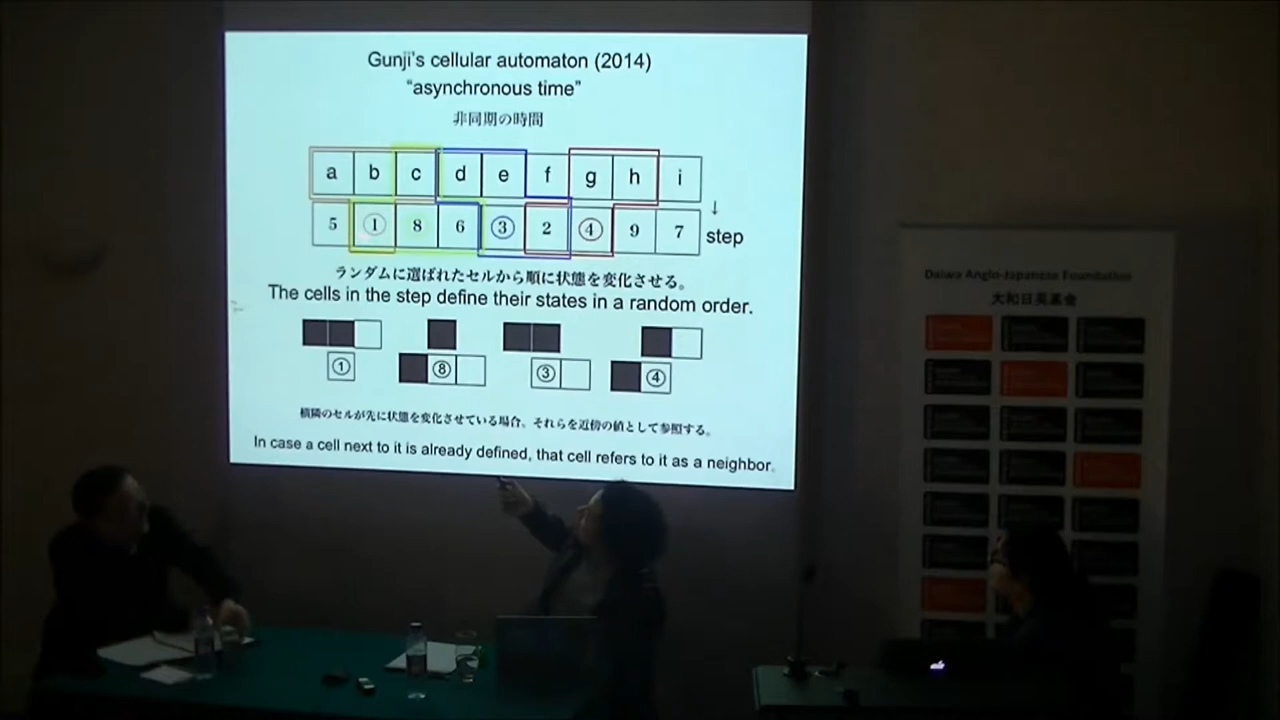 Gunji's cellular automaton (2014)
“asynchronous time”
非同期の時間
a b c d e f g h i
5 ① 8 6 ③ 2 ④ 9 7
↓
step
ランダムに選ばれたセルから順に状態を変化させる。
The cells in the step define their states in a random order.
① ⑧ ③ ④
横隣のセルが先に状態を変化させている場合、それらを近傍の値として参照する。
In case a cell next to it is already defined, that cell refers to it as a neighbor.
Daiwa Anglo-Japanese Foundation
大和日英基金